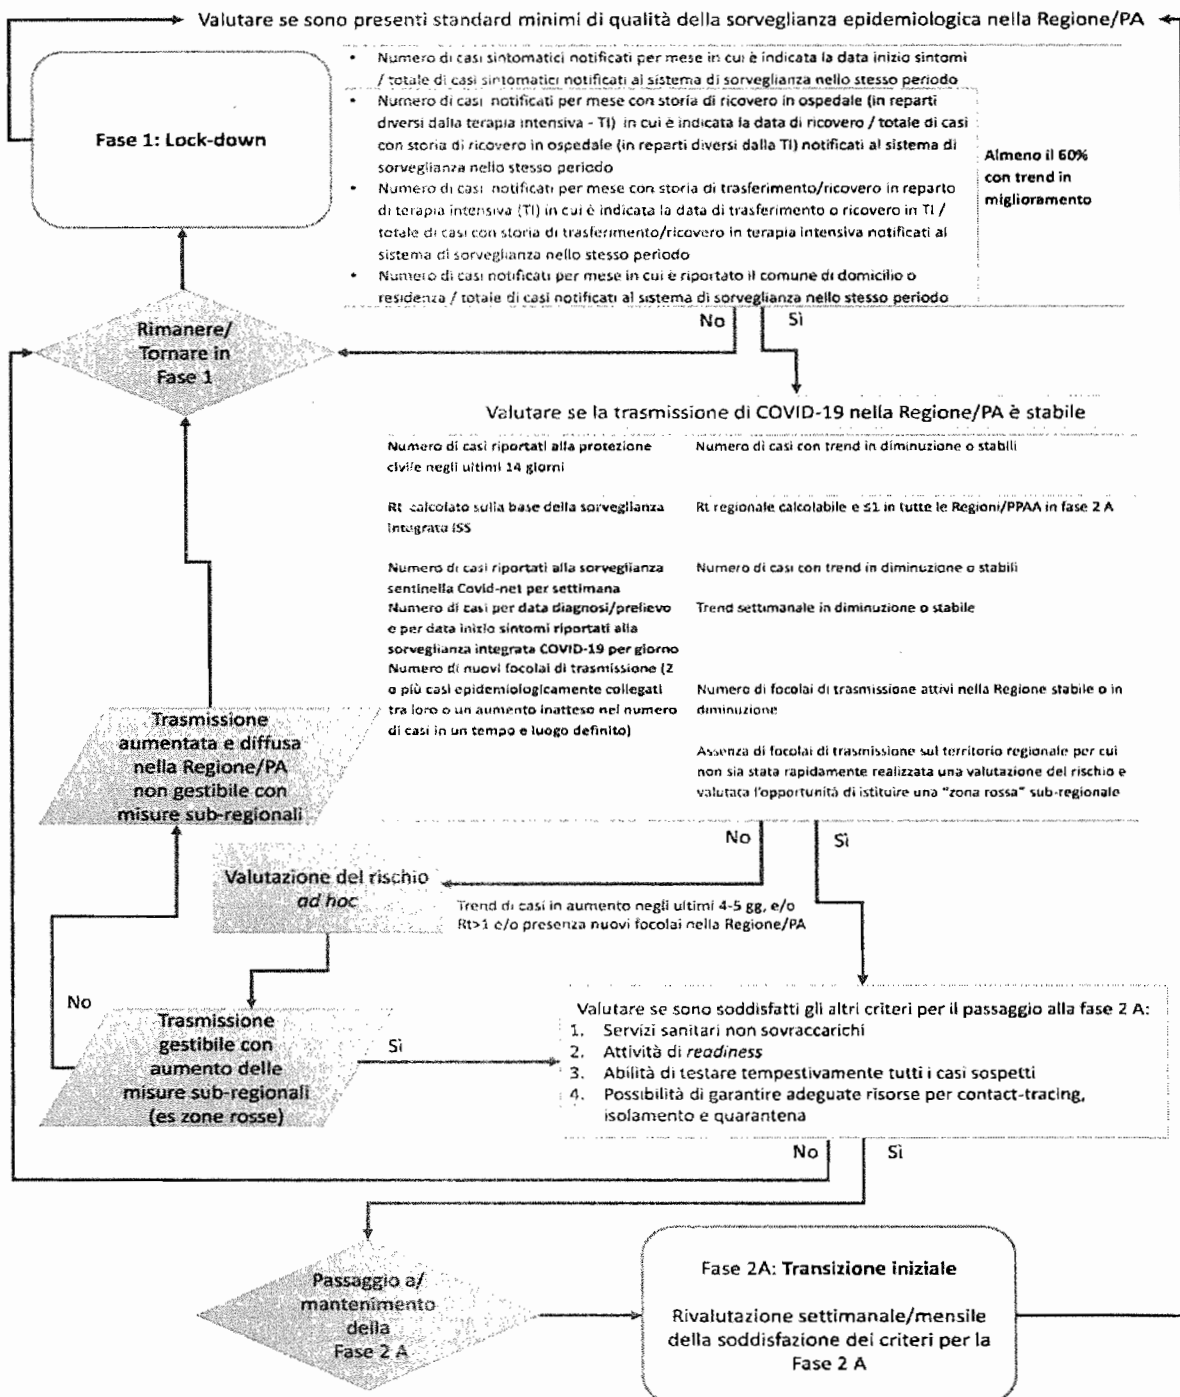 Valutare se sono presenti standard minimi di qualità della sorveglianza epidemiologica nella Regione/PA
Fase 1: Lock-down
• Numero di casi sintomatici notificati per mese in cui è indicata la data inizio sintomi
/ totale di casi sintomatici notificati al sistema di sorveglianza nello stesso periodo
• Numero di casi notificati per mese con storia di ricovero in ospedale (in reparti
diversi dalla terapia intensiva - TI) in cui è indicata la data di ricovero / totale di casi
con storia di ricovero in ospedale (in reparti diversi dalla TI) notificati al sistema di
sorveglianza nello stesso periodo
• Numero di casi notificati per mese con storia di trasferimento/ricovero in reparto
di terapia intensiva (TI) in cui è indicata la data di trasferimento o ricovero in TI /
totale di casi con storia di trasferimento/ricovero in terapia intensiva notificati al
sistema di sorveglianza nello stesso periodo
• Numero di casi notificati per mese in cui è riportato il comune di domicilio o
residenza / totale di casi notificati al sistema di sorveglianza nello stesso periodo
Almeno il 60%
con trend in
miglioramento
No
Sì
Rimanere/
Tornare in
Fase 1
Valutare se la trasmissione di COVID-19 nella Regione/PA è stabile
Numero di casi riportati alla protezione
civile negli ultimi 14 giorni
Numero di casi con trend in diminuzione o stabili
Rt calcolato sulla base della sorveglianza
integrata ISS
Rt regionale calcolabile e ≤1 in tutte le Regioni/PPAA in fase 2 A
Numero di casi riportati alla sorveglianza
sentinella Covid-net per settimana
Numero di casi con trend in diminuzione o stabili
Numero di casi per data diagnosi/prelievo
e per data inizio sintomi riportati alla
sorveglianza integrata COVID-19 per giorno
Trend settimanale in diminuzione o stabile
Numero di nuovi focolai di trasmissione (2
o più casi epidemiologicamente collegati
tra loro o un aumento inatteso nel numero
di casi in un tempo e luogo definito)
Numero di focolai di trasmissione attivi nella Regione stabile o in
diminuzione
Assenza di focolai di trasmissione sul territorio regionale per cui
non sia stata rapidamente realizzata una valutazione del rischio e
valutata l'opportunità di istituire una "zona rossa" sub-regionale
Trasmissione
aumentata e diffusa
nella Regione/PA
non gestibile con
misure sub-regionali
No
Sì
Valutazione del rischio
ad hoc
Trend di casi in aumento negli ultimi 4-5 gg, e/o
Rt>1 e/o presenza nuovi focolai nella Regione/PA
No
Trasmissione
gestibile con
aumento delle
misure sub-regionali
(es zone rosse)
Sì
Valutare se sono soddisfatti gli altri criteri per il passaggio alla fase 2 A:
1. Servizi sanitari non sovraccarichi
2. Attività di readiness
3. Abilità di testare tempestivamente tutti i casi sospetti
4. Possibilità di garantire adeguate risorse per contact-tracing,
isolamento e quarantena
No
Sì
Passaggio a/
mantenimento
della
Fase 2 A
Fase 2A: Transizione iniziale
Rivalutazione settimanale/mensile
della soddisfazione dei criteri per la
Fase 2 A